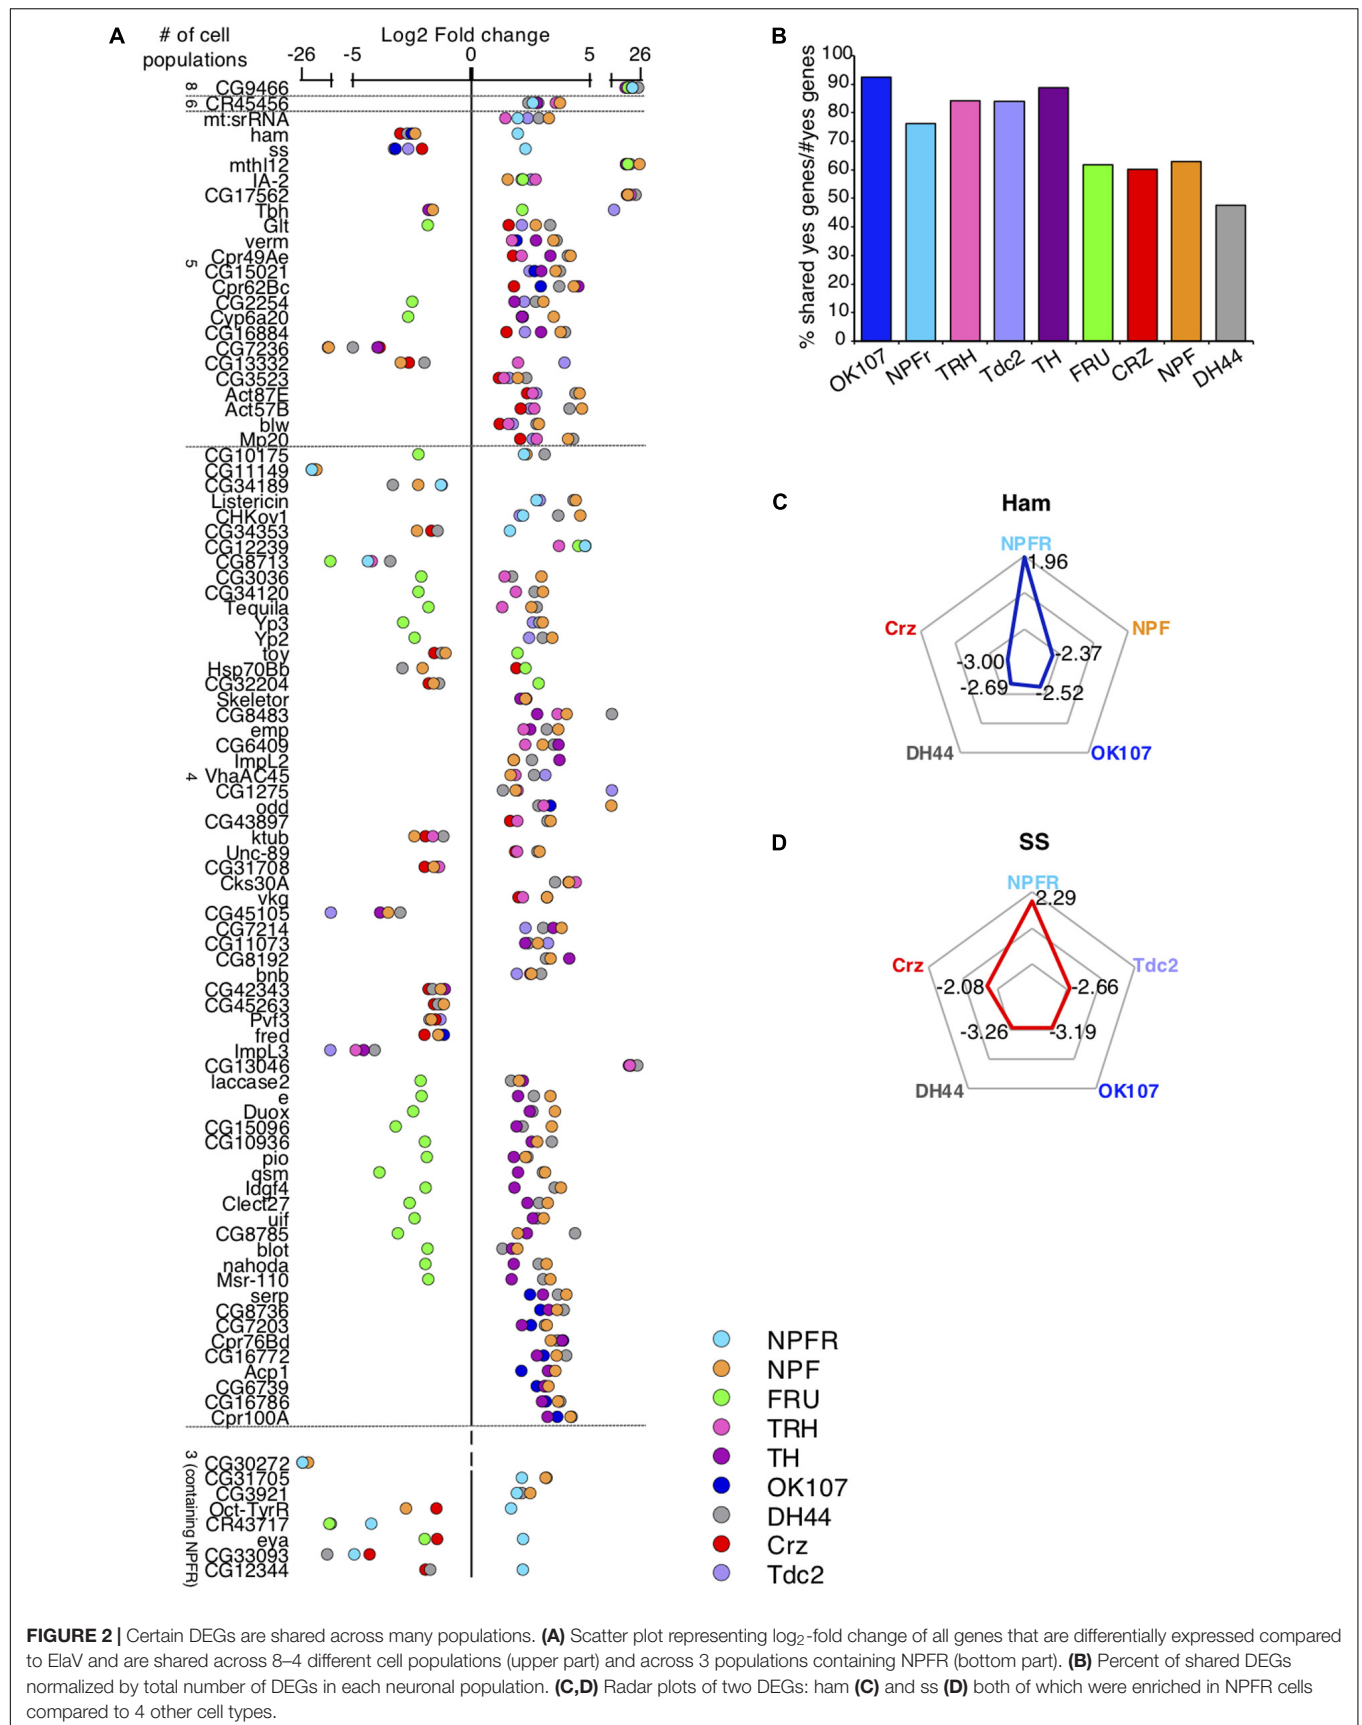 A
# of cell
populations
Log2 Fold change
-26 -5 0 5 26
8
CG9466
6
CR45456
5
mt:srRNA
ham
ss
mthl12
IA-2
CG17562
Tbh
Glt
verm
Cpr49Ae
CG15021
Cpr62Bc
CG2254
Cyp6a20
CG16884
CG7236
CG13332
CG3523
Act87E
Act57B
blw
Mp20
4
CG10175
CG11149
CG34189
Listericin
CHKov1
CG34353
CG12239
CG8713
CG3036
CG34120
Tequila
Yp3
Yp2
toy
Hsp70Bb
CG32204
Skeletor
CG8483
emp
CG6409
ImpL2
VhaAC45
CG1275
odd
CG43897
ktub
Unc-89
CG31708
Cks30A
vkg
CG45105
CG7214
CG11073
CG8192
bnb
CG42343
CG45263
Pvf3
fred
ImpL3
CG13046
laccase2
e
Duox
CG15096
CG10936
pio
qsm
Idgf4
Clect27
uif
CG8785
blot
nahoda
Msr-110
serp
CG8736
CG7203
Cpr76Bd
CG16772
Acp1
CG6739
CG16786
Cpr100A
3 (containing NPFR)
CG30272
CG31705
CG3921
Oct-TyrR
CR43717
eya
CG33093
CG12344
NPFR
NPF
FRU
TRH
TH
OK107
DH44
Crz
Tdc2
B
% shared yes genes/#yes genes
100
90
80
70
60
50
40
30
20
10
0
OK107 NPFr TRH Tdc2 TH FRU CRZ NPF DH44
C
Ham
NPFR
1.96
Crz
NPF
-3.00
-2.37
-2.69
-2.52
DH44
OK107
D
SS
NPFR
2.29
Crz
Tdc2
-2.08
-2.66
-3.26
-3.19
DH44
OK107
FIGURE 2 | Certain DEGs are shared across many populations. (A) Scatter plot representing log2-fold change of all genes that are differentially expressed compared
to ElaV and are shared across 8–4 different cell populations (upper part) and across 3 populations containing NPFR (bottom part). (B) Percent of shared DEGs
normalized by total number of DEGs in each neuronal population. (C,D) Radar plots of two DEGs: ham (C) and ss (D) both of which were enriched in NPFR cells
compared to 4 other cell types.